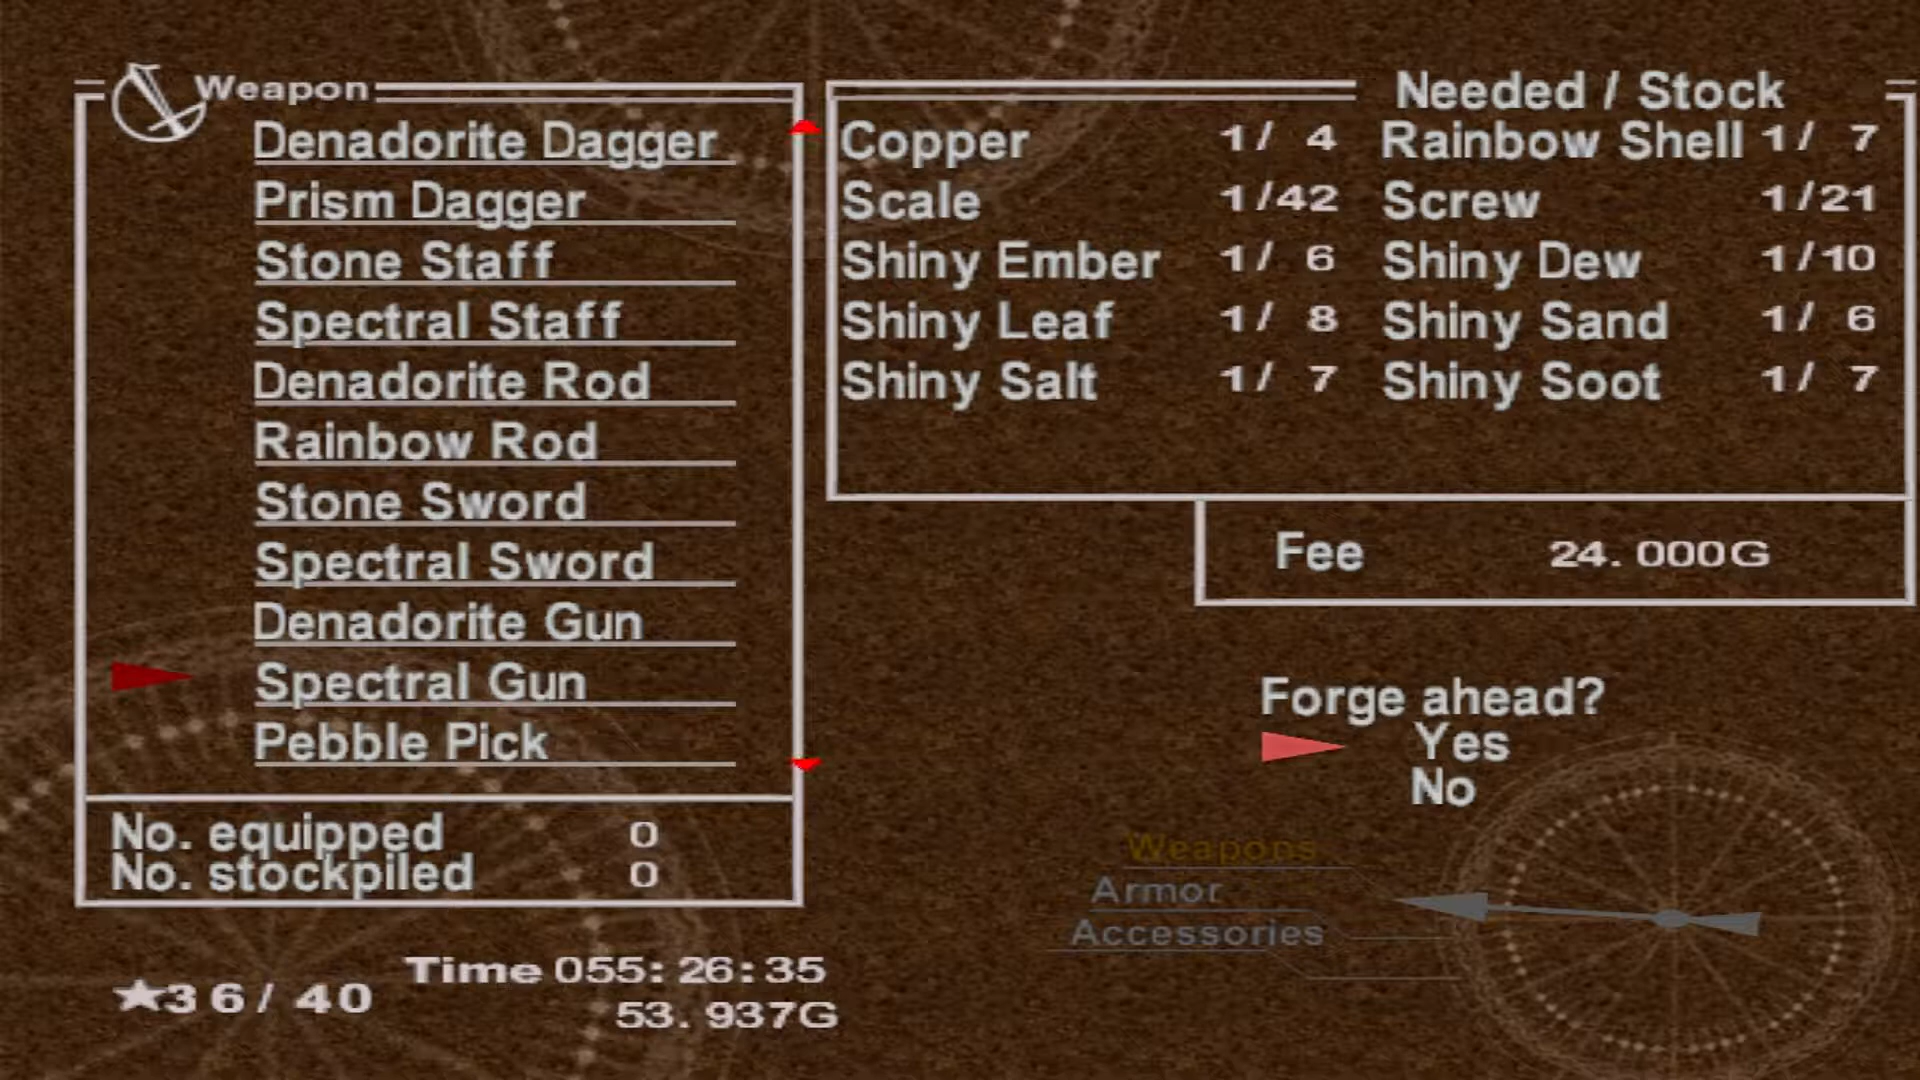 Weapon
Denadorite Dagger
Prism Dagger
Stone Staff
Spectral Staff
Denadorite Rod
Rainbow Rod
Stone Sword
Spectral Sword
Denadorite Gun
Spectral Gun
Pebble Pick
No. equipped 0
No. stockpiled 0
★36/ 40
Time 055:26:35
53.937G
Needed / Stock
Copper 1/ 4 Rainbow Shell 1/ 7
Scale 1/42 Screw 1/21
Shiny Ember 1/ 6 Shiny Dew 1/10
Shiny Leaf 1/ 8 Shiny Sand 1/ 6
Shiny Salt 1/ 7 Shiny Soot 1/ 7
Fee 24.000G
Forge ahead?
Yes
No
Weapons
Armor
Accessories